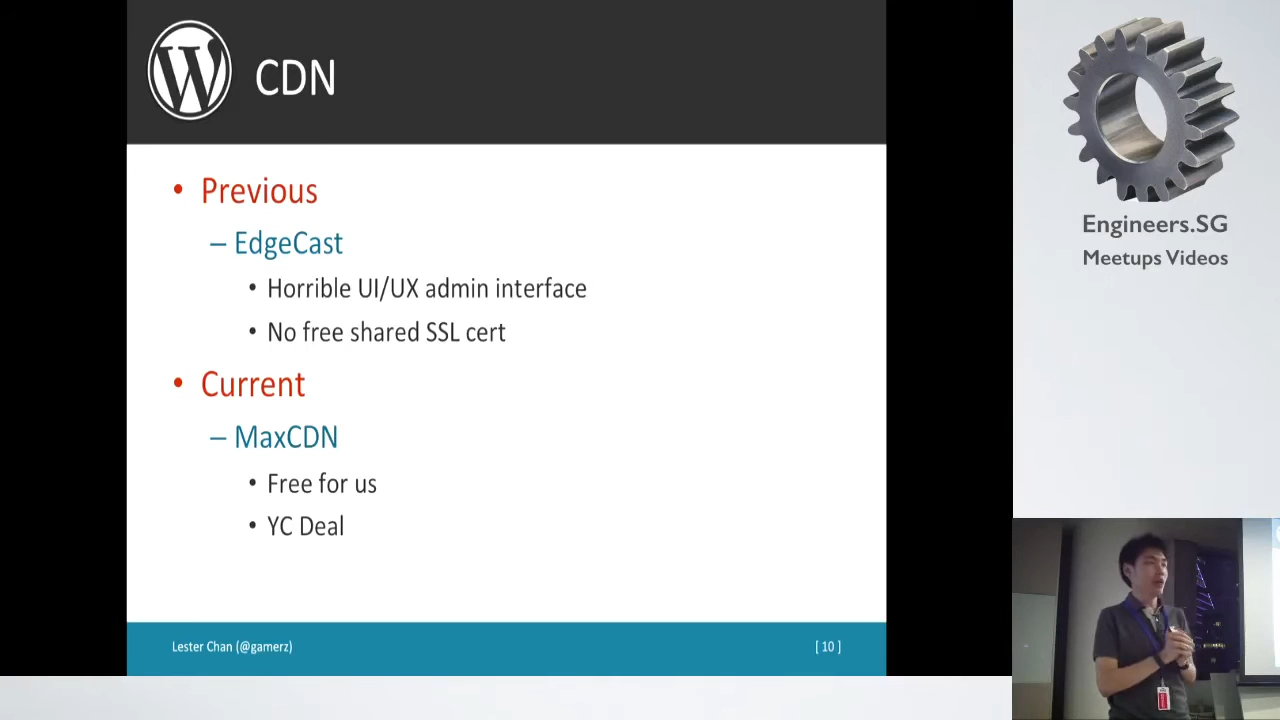 CDN
• Previous
– EdgeCast
• Horrible UI/UX admin interface
• No free shared SSL cert
• Current
– MaxCDN
• Free for us
• YC Deal
Lester Chan (@gamerz)
[ 10 ]
Engineers.SG
Meetups Videos